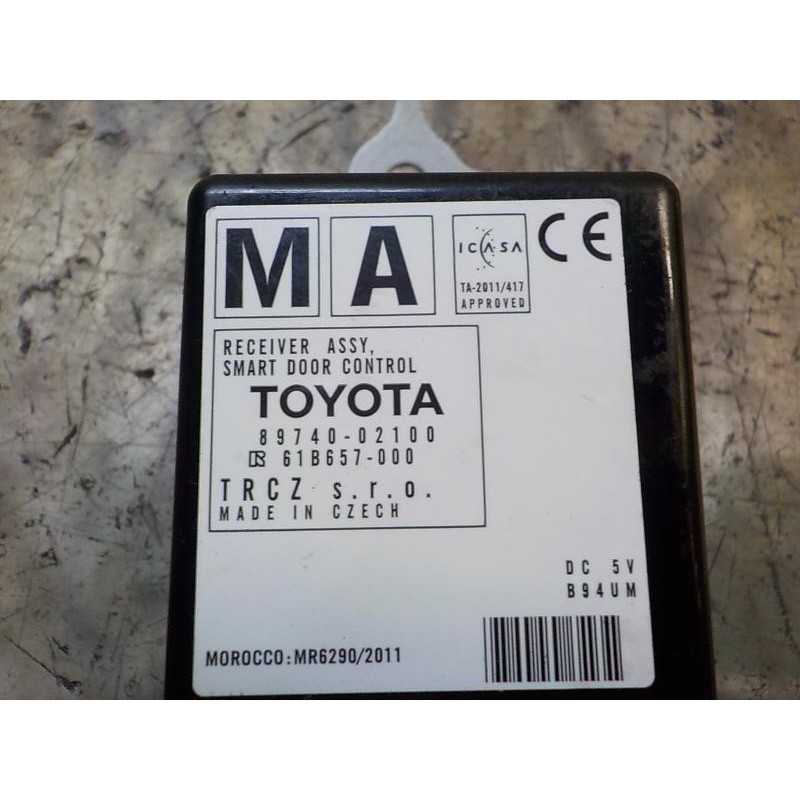 MA
ICASA
TA-2011/417
APPROVED
CE
RECEIVER ASSY,
SMART DOOR CONTROL
TOYOTA
89740-02100
61B657-000
TRCZ s.r.o.
MADE IN CZECH
DC 5V
B94UM
MOROCCO:MR6290/2011